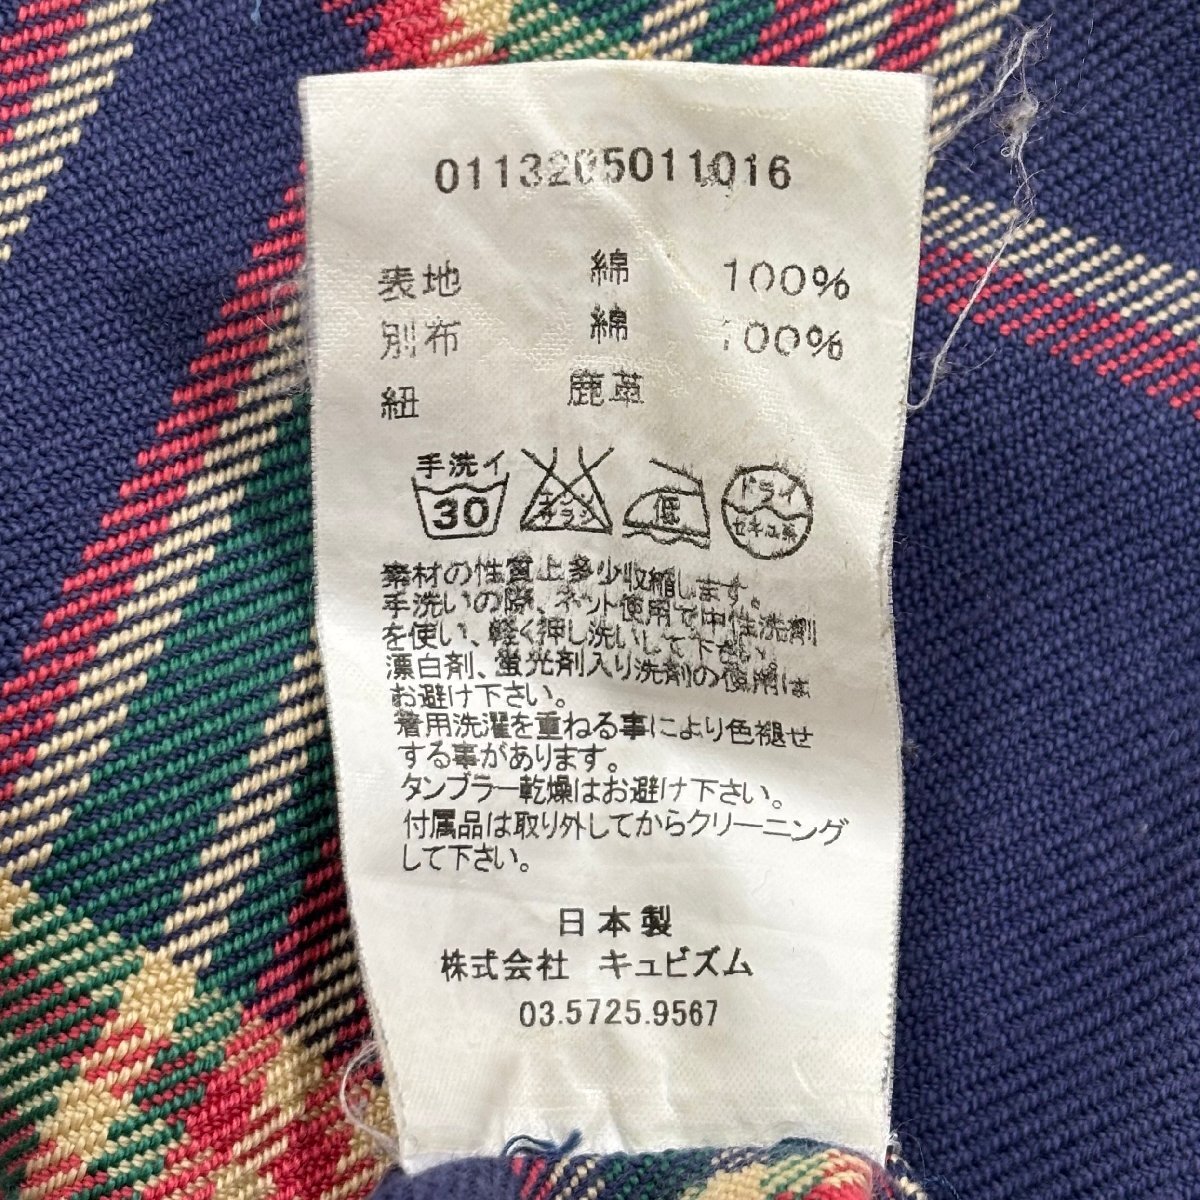 0113205011016
表地 綿 100%
別布 綿 100%
紐 鹿革
手洗イ
30
エンソ サラシ
低
ドライ
セキユ系
素材の性質上多少収縮します。
手洗いの際、ネット使用で中性洗剤
を使い、軽く押し洗いして下さい。
漂白剤、蛍光剤入り洗剤の使用は
お避け下さい。
着用洗濯を重ねる事により色褪せ
する事があります。
タンブラー乾燥はお避け下さい。
付属品は取り外してからクリーニング
して下さい。
日本製
株式会社 キュビズム
03.5725.9567